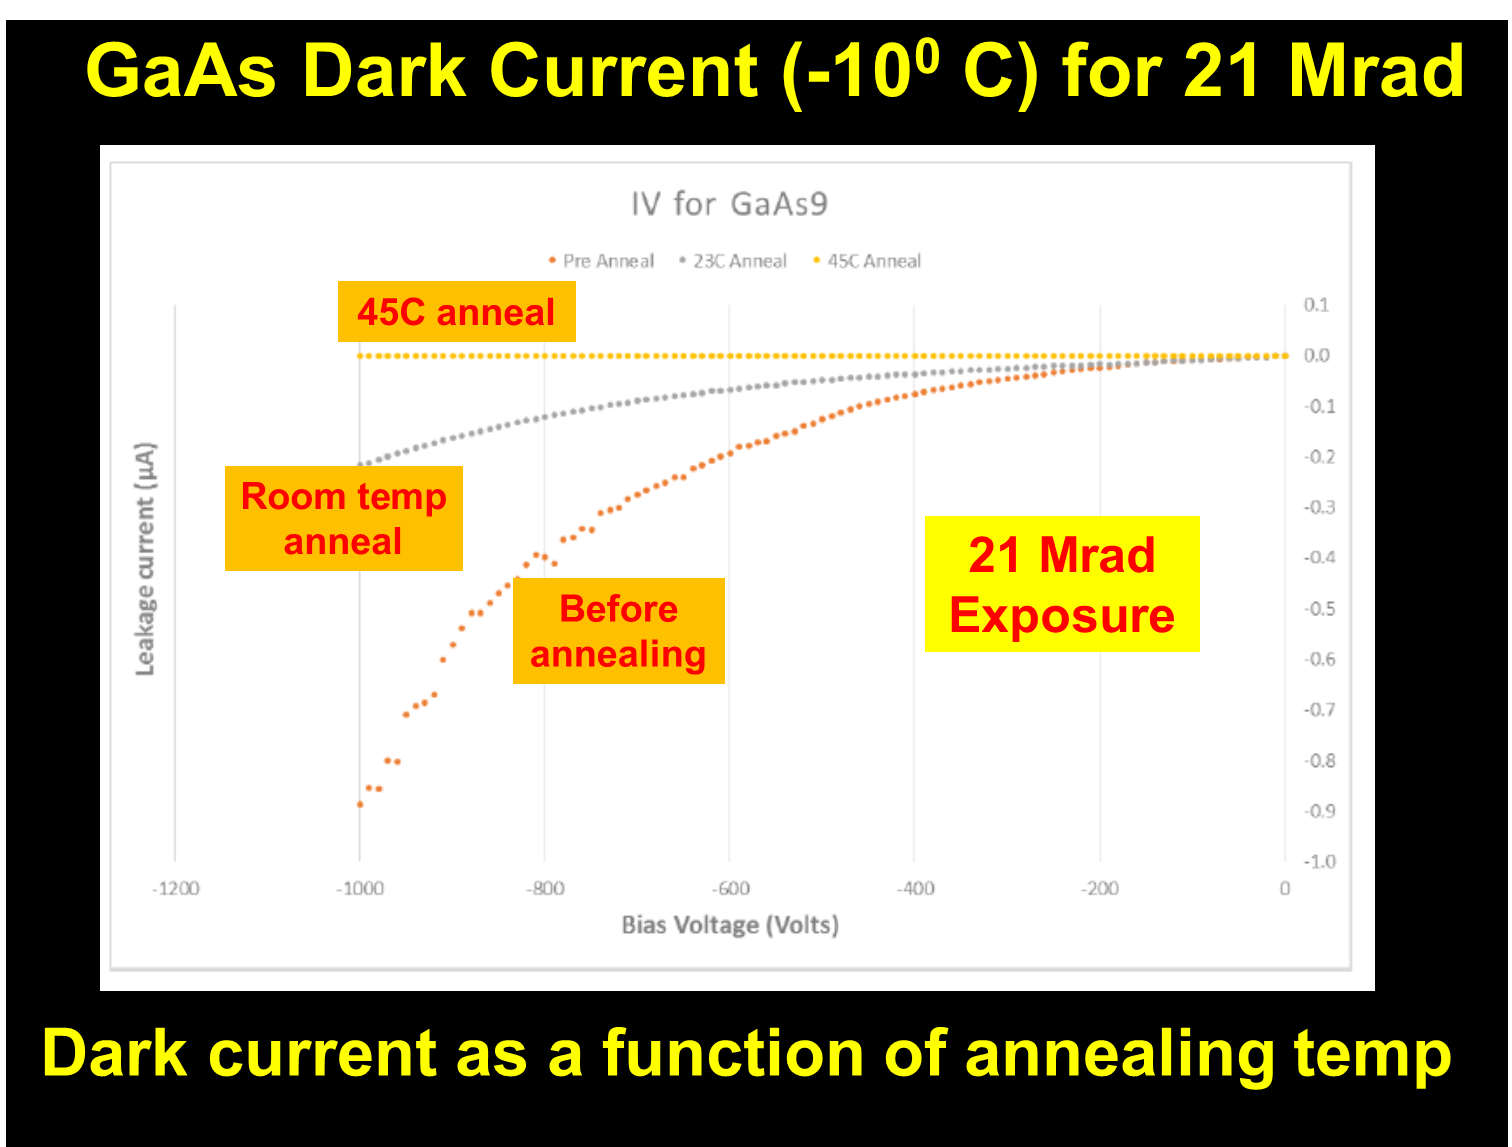 GaAs Dark Current (-10⁰ C) for 21 Mrad
IV for GaAs9
Pre Anneal 23C Anneal 45C Anneal
45C anneal
Room temp
anneal
Before
annealing
21 Mrad
Exposure
Leakage current (µA)
0.1
0.0
-0.1
-0.2
-0.3
-0.4
-0.5
-0.6
-0.7
-0.8
-0.9
-1.0
-1200 -1000 -800 -600 -400 -200 0
Bias Voltage (Volts)
Dark current as a function of annealing temp